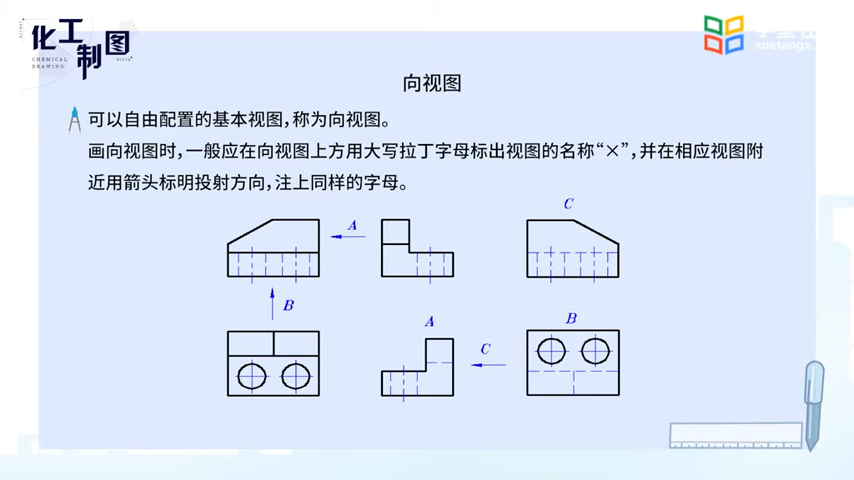 化工制图
CHEMICAL
DRAWING
xuetangx.
向视图
可以自由配置的基本视图，称为向视图。
画向视图时，一般应在向视图上方用大写拉丁字母标出视图的名称“×”，并在相应视图附
近用箭头标明投射方向，注上同样的字母。
C
A
B
A
C
B